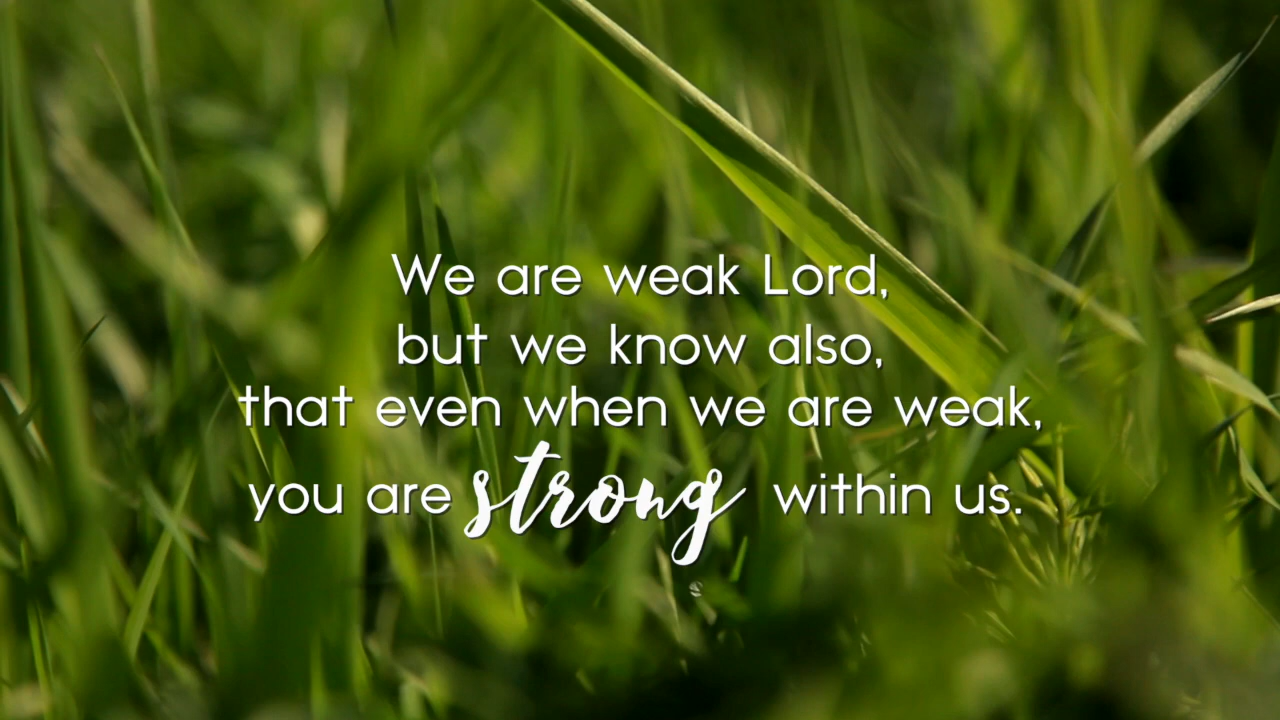 We are weak Lord,
but we know also,
that even when we are weak,
you are strong within us.